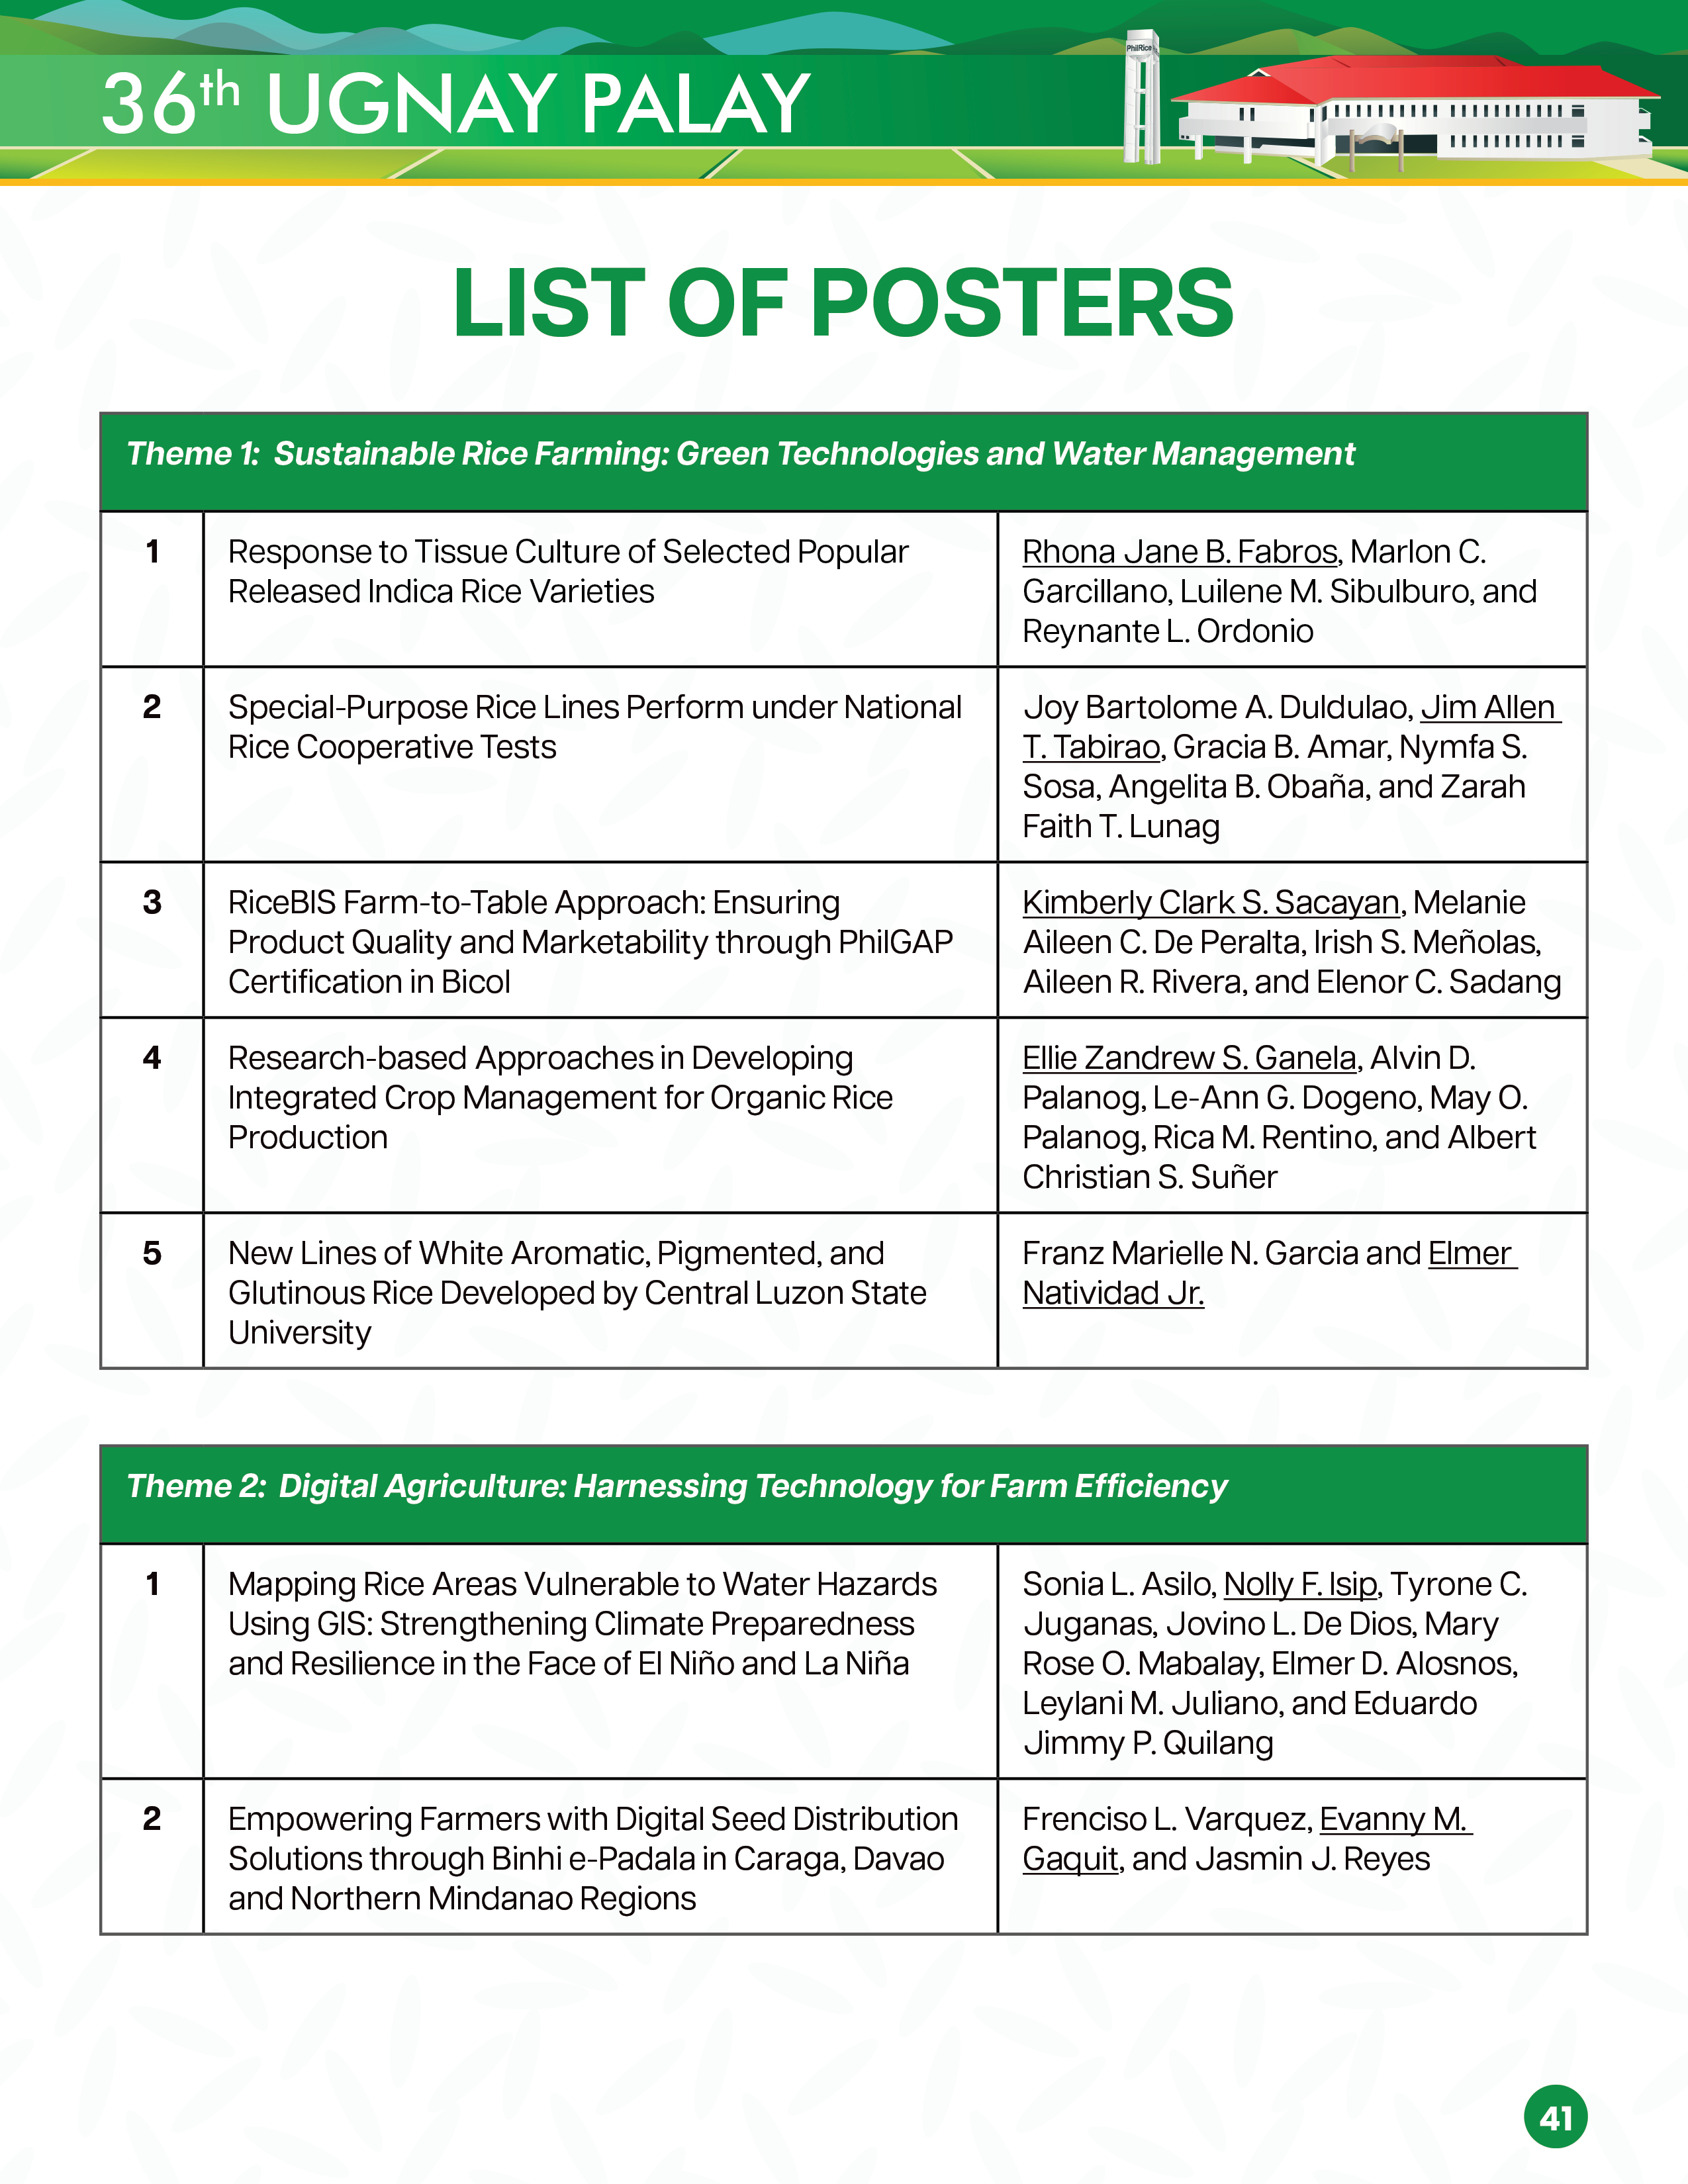 PhilRice
36th UGNAY PALAY
LIST OF POSTERS
Theme 1: Sustainable Rice Farming: Green Technologies and Water Management
1
Response to Tissue Culture of Selected Popular
Released Indica Rice Varieties
Rhona Jane B. Fabros, Marlon C.
Garcillano, Luilene M. Sibulburo, and
Reynante L. Ordonio
2
Special-Purpose Rice Lines Perform under National
Rice Cooperative Tests
Joy Bartolome A. Duldulao, Jim Allen
T. Tabirao, Gracia B. Amar, Nymfa S.
Sosa, Angelita B. Obaña, and Zarah
Faith T. Lunag
3
RiceBIS Farm-to-Table Approach: Ensuring
Product Quality and Marketability through PhilGAP
Certification in Bicol
Kimberly Clark S. Sacayan, Melanie
Aileen C. De Peralta, Irish S. Meñolas,
Aileen R. Rivera, and Elenor C. Sadang
4
Research-based Approaches in Developing
Integrated Crop Management for Organic Rice
Production
Ellie Zandrew S. Ganela, Alvin D.
Palanog, Le-Ann G. Dogeno, May O.
Palanog, Rica M. Rentino, and Albert
Christian S. Suñer
5
New Lines of White Aromatic, Pigmented, and
Glutinous Rice Developed by Central Luzon State
University
Franz Marielle N. Garcia and Elmer
Natividad Jr.
Theme 2: Digital Agriculture: Harnessing Technology for Farm Efficiency
1
Mapping Rice Areas Vulnerable to Water Hazards
Using GIS: Strengthening Climate Preparedness
and Resilience in the Face of El Niño and La Niña
Sonia L. Asilo, Nolly F. Isip, Tyrone C.
Juganas, Jovino L. De Dios, Mary
Rose O. Mabalay, Elmer D. Alosnos,
Leylani M. Juliano, and Eduardo
Jimmy P. Quilang
2
Empowering Farmers with Digital Seed Distribution
Solutions through Binhi e-Padala in Caraga, Davao
and Northern Mindanao Regions
Frenciso L. Varquez, Evanny M.
Gaquit, and Jasmin J. Reyes
41